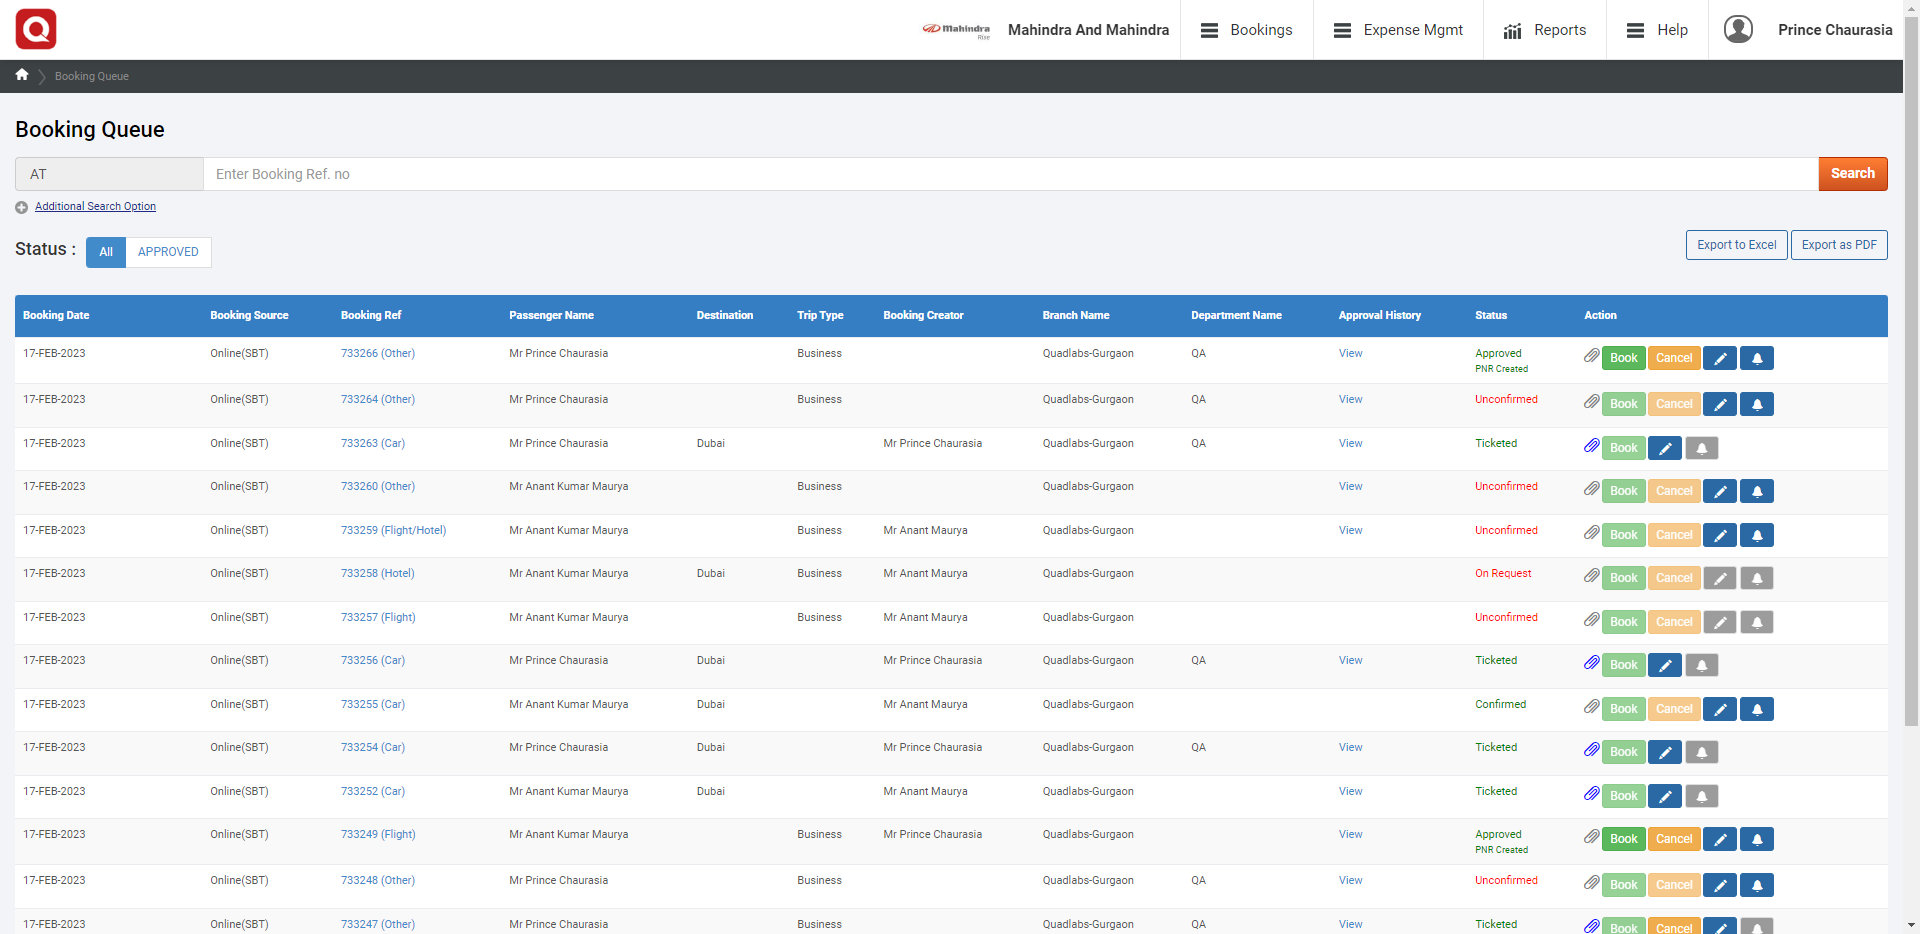 Mahindra Rise Mahindra And Mahindra Bookings Expense Mgmt Reports Help Prince Chaurasia
Booking Queue
Booking Queue
AT Enter Booking Ref. no Search
Additional Search Option
Status : All APPROVED Export to Excel Export as PDF
Booking Date Booking Source Booking Ref Passenger Name Destination Trip Type Booking Creator Branch Name Department Name Approval History Status Action
17-FEB-2023 Online(SBT) 733266 (Other) Mr Prince Chaurasia Business Quadlabs-Gurgaon QA View Approved Book Cancel
PNR Created
17-FEB-2023 Online(SBT) 733264 (Other) Mr Prince Chaurasia Business Quadlabs-Gurgaon QA View Unconfirmed Book Cancel
17-FEB-2023 Online(SBT) 733263 (Car) Mr Prince Chaurasia Dubai Mr Prince Chaurasia Quadlabs-Gurgaon QA View Ticketed Book
17-FEB-2023 Online(SBT) 733260 (Other) Mr Anant Kumar Maurya Business Quadlabs-Gurgaon View Unconfirmed Book Cancel
17-FEB-2023 Online(SBT) 733259 (Flight/Hotel) Mr Anant Kumar Maurya Business Mr Anant Maurya Quadlabs-Gurgaon View Unconfirmed Book Cancel
17-FEB-2023 Online(SBT) 733258 (Hotel) Mr Anant Kumar Maurya Dubai Business Mr Anant Maurya Quadlabs-Gurgaon On Request Book Cancel
17-FEB-2023 Online(SBT) 733257 (Flight) Mr Anant Kumar Maurya Business Mr Anant Maurya Quadlabs-Gurgaon Unconfirmed Book Cancel
17-FEB-2023 Online(SBT) 733256 (Car) Mr Prince Chaurasia Dubai Mr Prince Chaurasia Quadlabs-Gurgaon QA View Ticketed Book
17-FEB-2023 Online(SBT) 733255 (Car) Mr Anant Kumar Maurya Dubai Mr Anant Maurya Quadlabs-Gurgaon Confirmed Book Cancel
17-FEB-2023 Online(SBT) 733254 (Car) Mr Prince Chaurasia Dubai Mr Prince Chaurasia Quadlabs-Gurgaon QA View Ticketed Book
17-FEB-2023 Online(SBT) 733252 (Car) Mr Anant Kumar Maurya Dubai Mr Anant Maurya Quadlabs-Gurgaon View Ticketed Book
17-FEB-2023 Online(SBT) 733249 (Flight) Mr Anant Kumar Maurya Business Mr Prince Chaurasia Quadlabs-Gurgaon View Approved Book Cancel
PNR Created
17-FEB-2023 Online(SBT) 733248 (Other) Mr Prince Chaurasia Business Quadlabs-Gurgaon QA View Unconfirmed Book Cancel
17-FEB-2023 Online(SBT) 733247 (Other) Mr Prince Chaurasia Business Quadlabs-Gurgaon QA View Ticketed Book Cancel